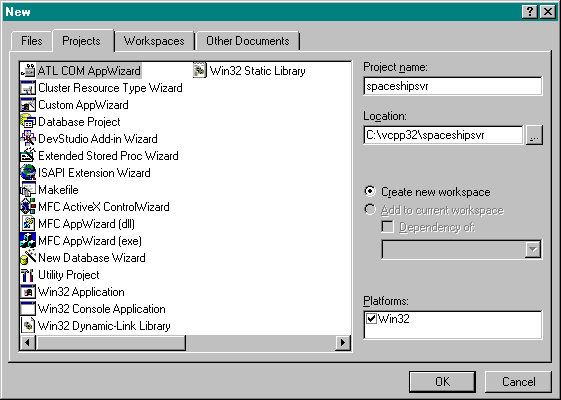 New
Files Projects Workspaces Other Documents
ATL COM AppWizard
Cluster Resource Type Wizard
Custom AppWizard
Database Project
DevStudio Add-in Wizard
Extended Stored Proc Wizard
ISAPI Extension Wizard
Makefile
MFC ActiveX ControlWizard
MFC AppWizard (dll)
MFC AppWizard (exe)
New Database Wizard
Utility Project
Win32 Application
Win32 Console Application
Win32 Dynamic-Link Library
Win32 Static Library
Project name:
spaceshipsvr
Location:
C:\vcpp32\spaceshipsvr
...
Create new workspace
Add to current workspace
Dependency of:
Platforms:
Win32
OK Cancel